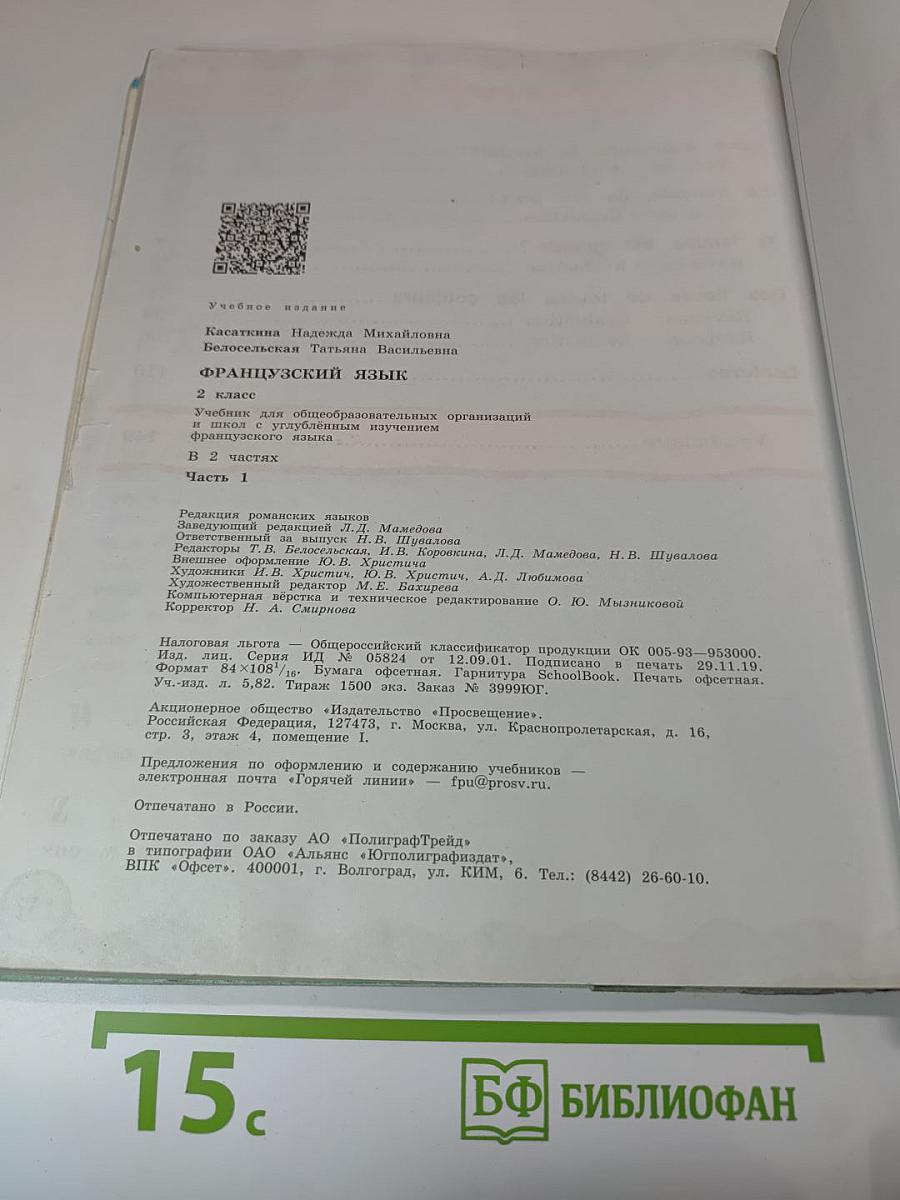 Учебное издание
Касаткина Надежда Михайловна
Белосельская Татьяна Васильевна
ФРАНЦУЗСКИЙ ЯЗЫК
2 класс
Учебник для общеобразовательных организаций
и школ с углублённым изучением
французского языка
В 2 частях
Часть 1
Редакция романских языков
Заведующий редакцией Л.Д. Мамедова
Ответственный за выпуск Н.В. Шувалова
Редакторы Т.В. Белосельская, И.В. Коровкина, Л.Д. Мамедова, Н.В. Шувалова
Внешнее оформление Ю.В. Христича
Художники И.В. Христич, Ю.В. Христич, А.Д. Любимова
Художественный редактор М.Е. Бахирева
Компьютерная вёрстка и техническое редактирование О. Ю. Мызниковой
Корректор Н. А. Смирнова
Налоговая льгота — Общероссийский классификатор продукции ОК 005-93—953000.
Изд. лиц. Серия ИД № 05824 от 12.09.01. Подписано в печать 29.11.19.
Формат 84×108¹/₁₆. Бумага офсетная. Гарнитура SchoolBook. Печать офсетная.
Уч.-изд. л. 5,82. Тираж 1500 экз. Заказ № 3999ЮГ.
Акционерное общество «Издательство «Просвещение».
Российская Федерация, 127473, г. Москва, ул. Краснопролетарская, д. 16,
стр. 3, этаж 4, помещение I.
Предложения по оформлению и содержанию учебников —
электронная почта «Горячей линии» — fpu@prosv.ru.
Отпечатано в России.
Отпечатано по заказу АО «ПолиграфТрейд»
в типографии ОАО «Альянс «Югполиграфиздат»,
ВПК «Офсет». 400001, г. Волгоград, ул. КИМ, 6. Тел.: (8442) 26-60-10.
15 с
БФ БИБЛИОФАН